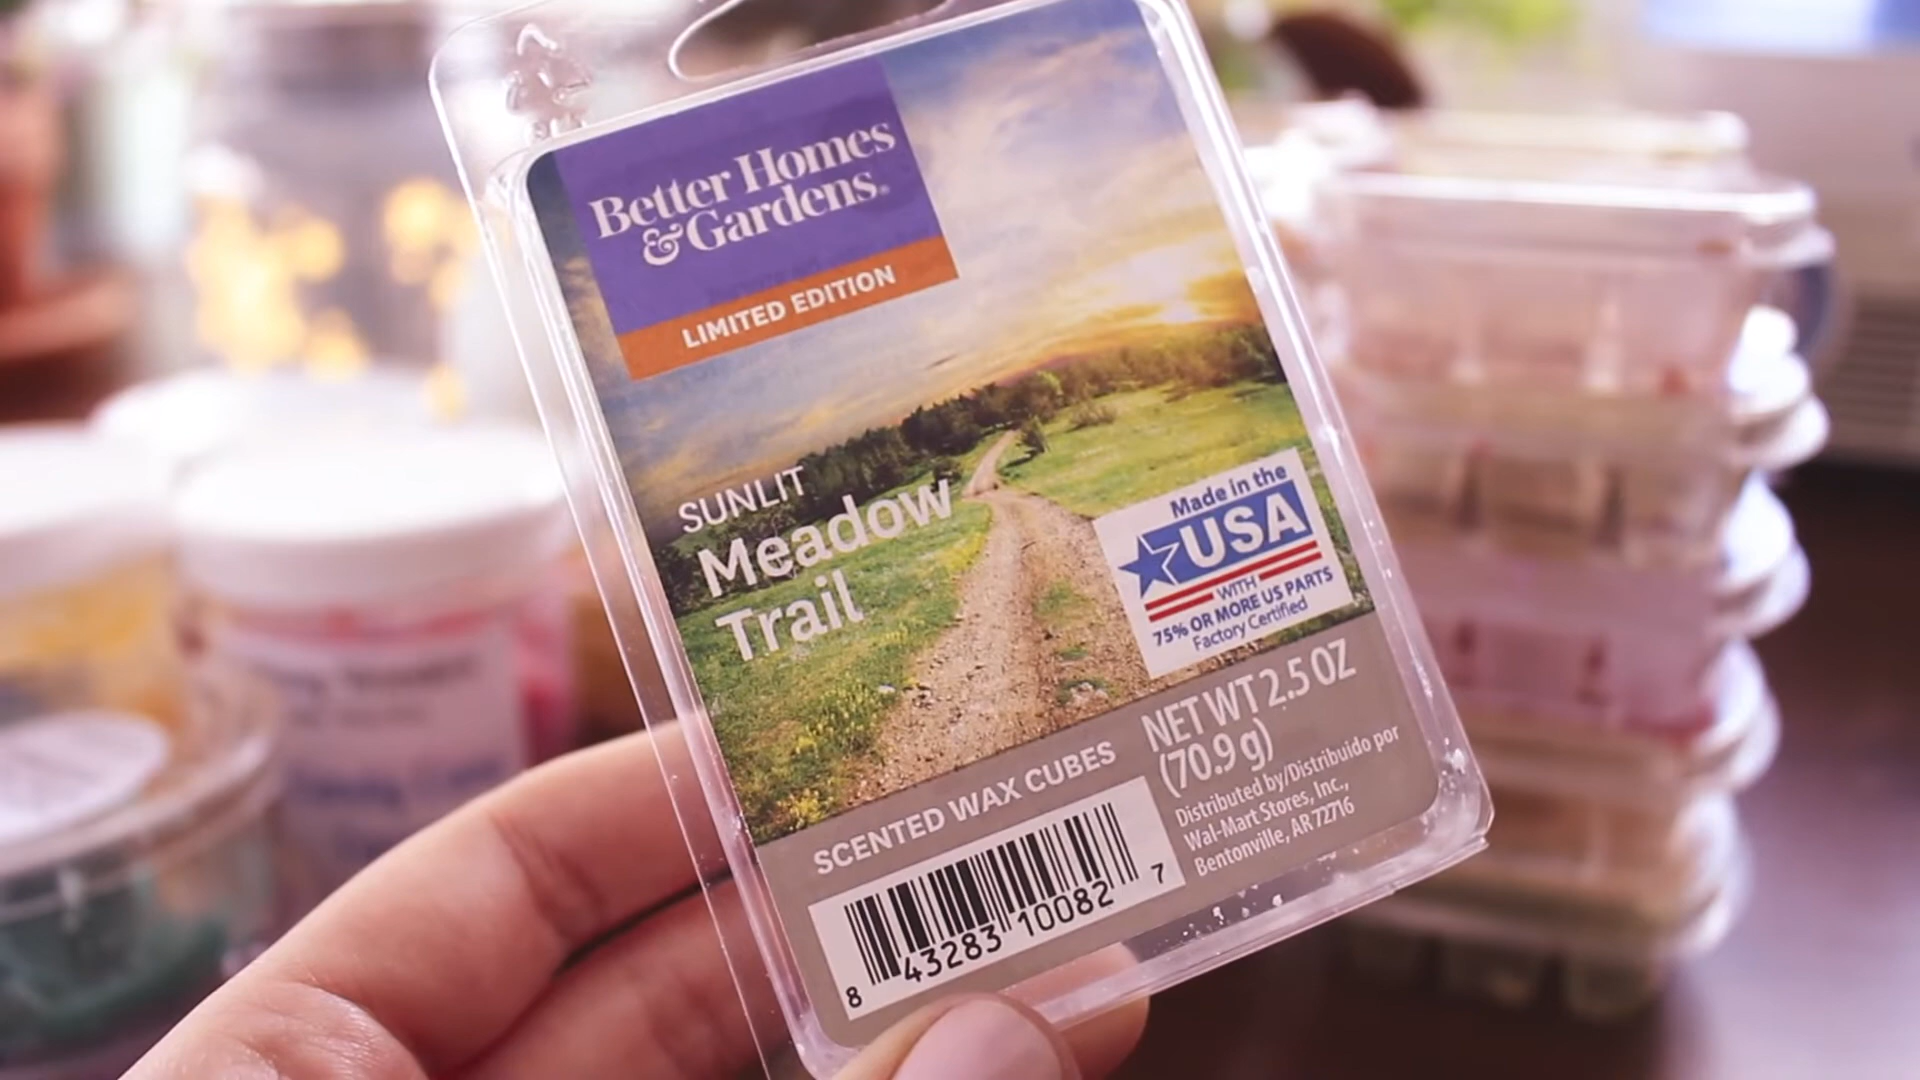 Better Homes
& Gardens®
LIMITED EDITION
SUNLIT
Meadow
Trail
Made in the
USA
WITH
75% OR MORE US PARTS
Factory Certified
SCENTED WAX CUBES
NET WT 2.5 OZ
(70.9 g)
Distributed by/Distribuido por
Wal-Mart Stores, Inc.,
Bentonville, AR 72716
8 43283 10082 7